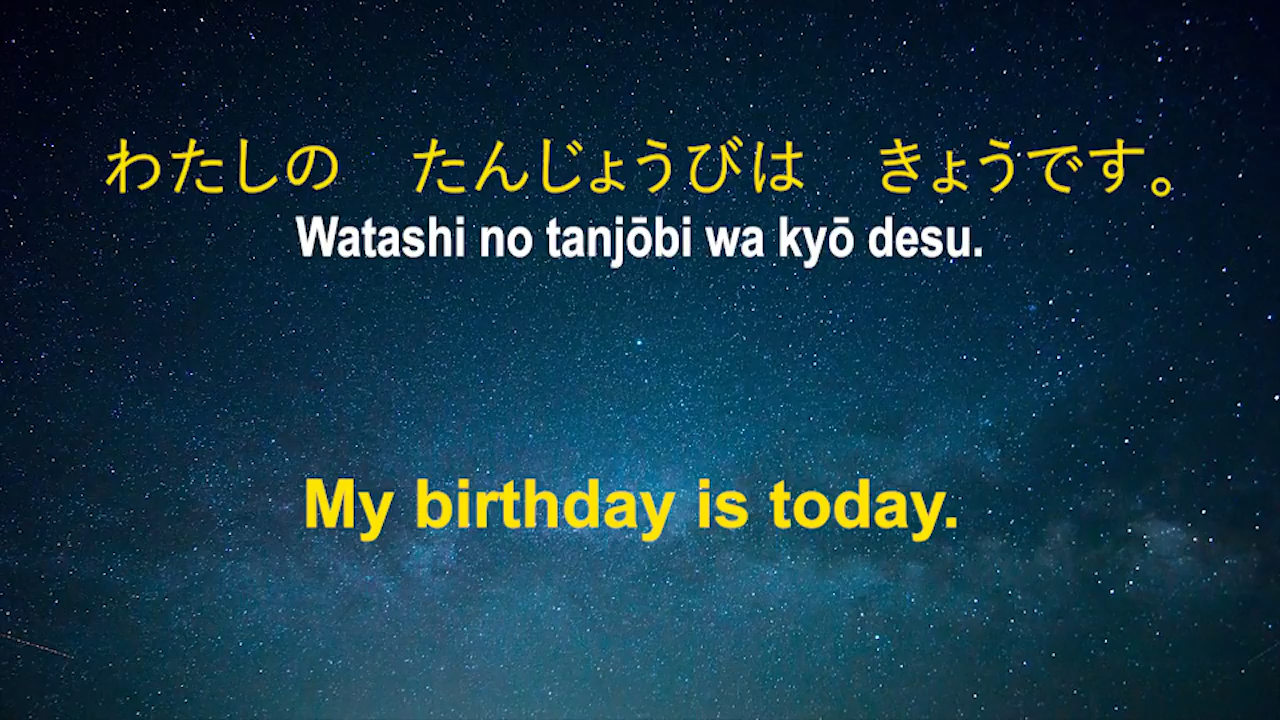 わたしの　たんじょうびは　きょうです。
Watashi no tanjōbi wa kyō desu.
My birthday is today.